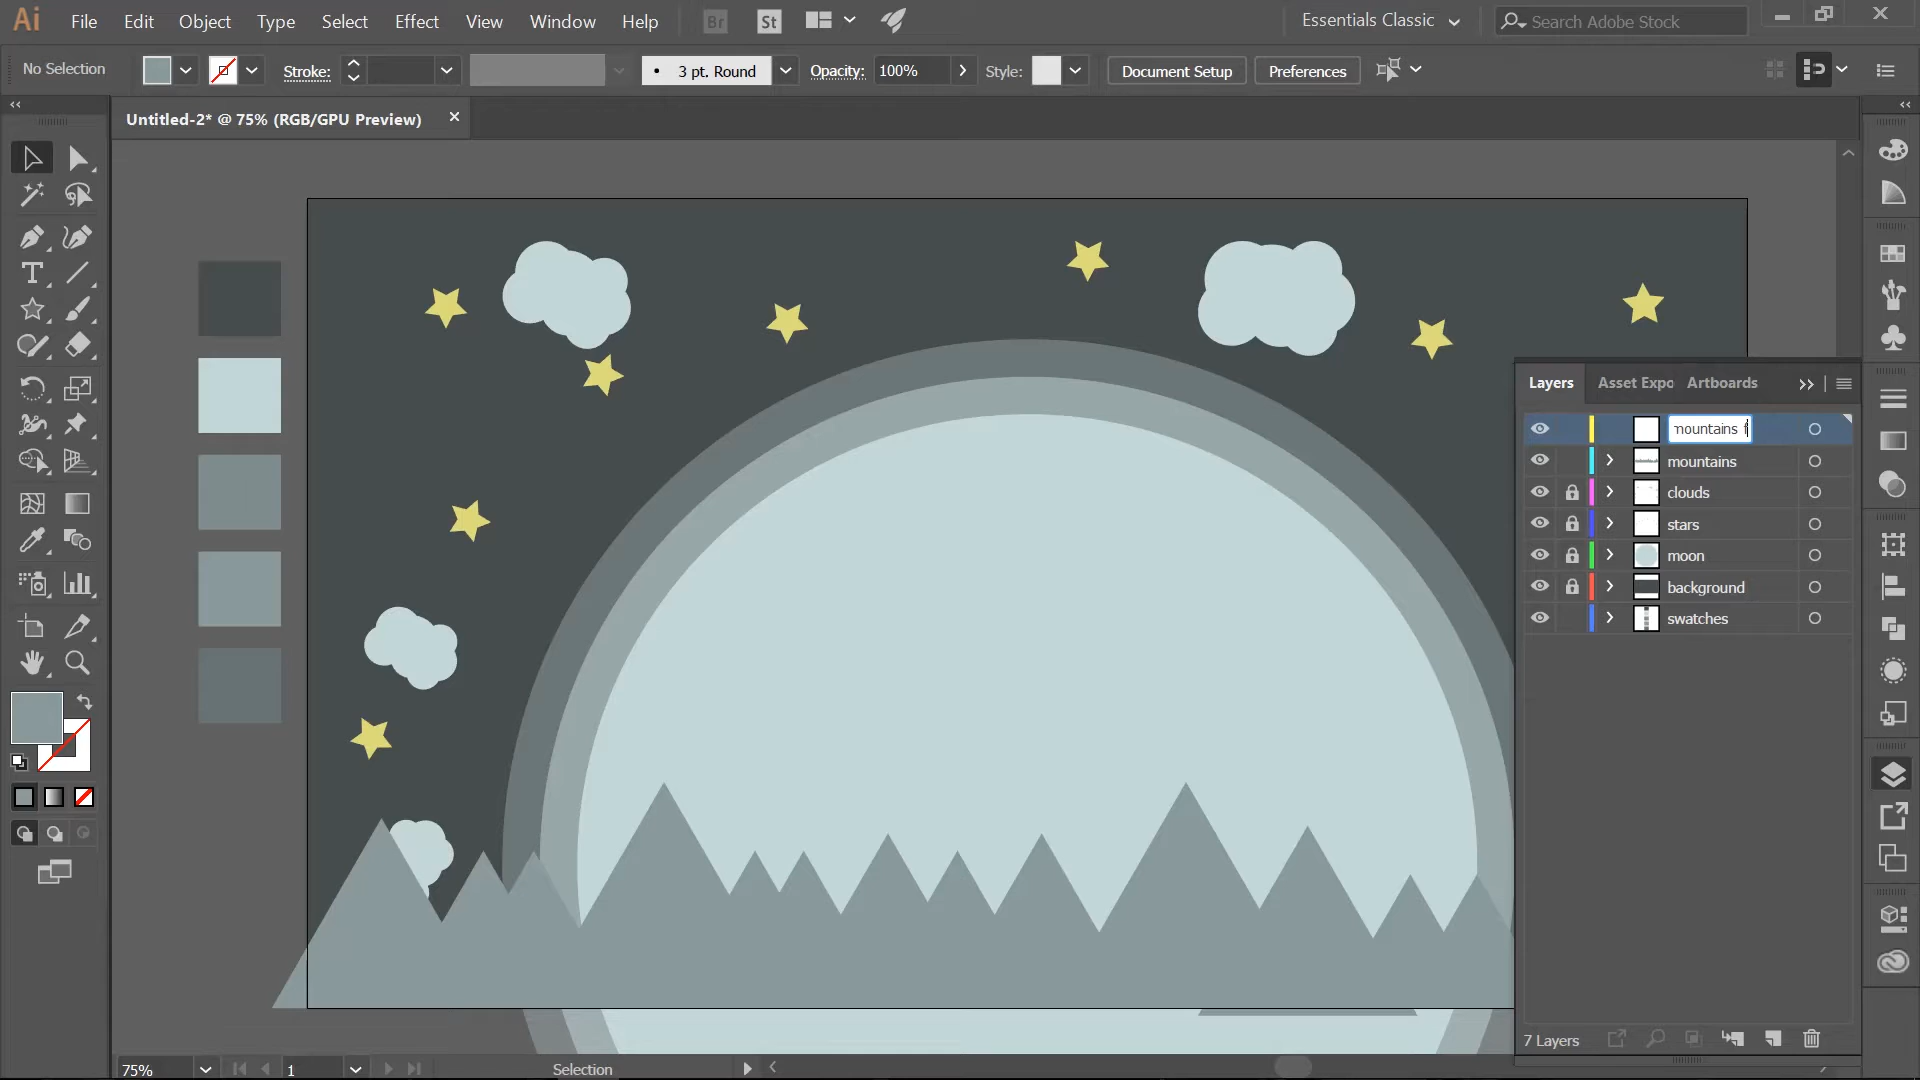 Ai File Edit Object Type Select Effect View Window Help Br St Essentials Classic Search Adobe Stock
No Selection Stroke: 3 pt. Round Opacity: 100% Style: Document Setup Preferences
Untitled-2* @ 75% (RGB/GPU Preview)
Layers Asset Expo Artboards
mountains f
mountains
clouds
stars
moon
background
swatches
7 Layers
75% 1 Selection